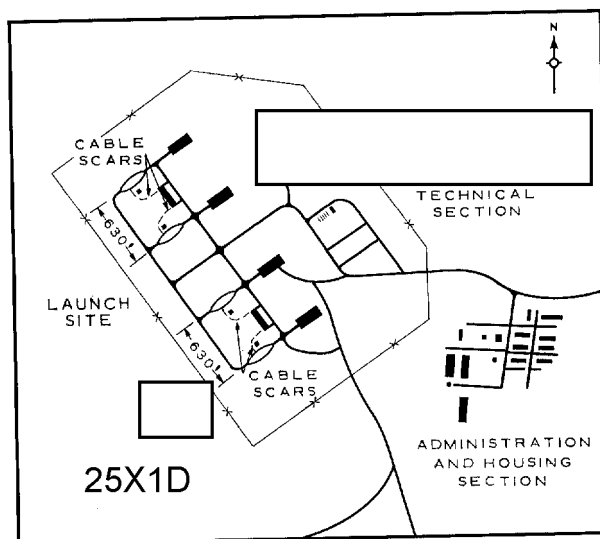 N
CABLE
SCARS
TECHNICAL
SECTION
630'
LAUNCH
SITE
630'
CABLE
SCARS
ADMINISTRATION
AND HOUSING
SECTION
25X1D